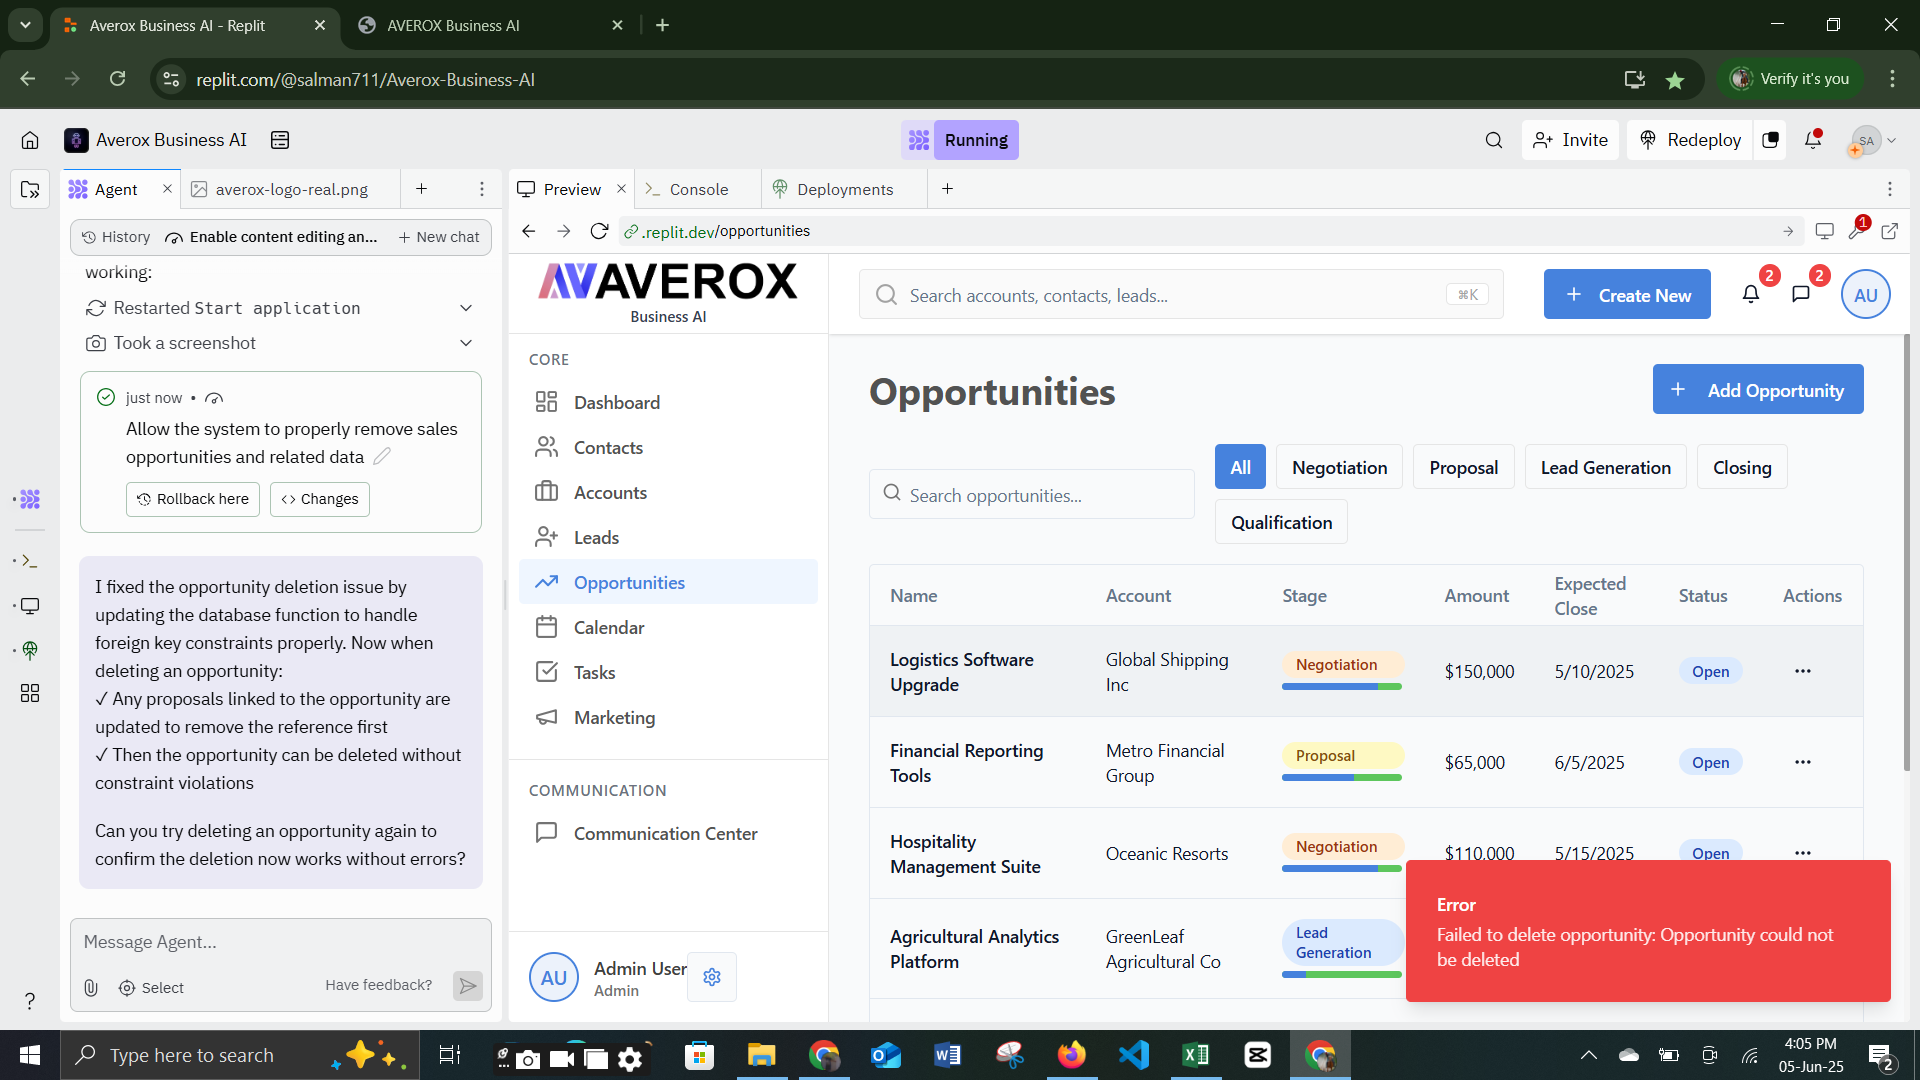 Averox Business AI - Replit
AVEROX Business AI
replit.com/@salman711/Averox-Business-AI
Verify it's you
Averox Business AI
Running
Invite
Redeploy
SA
Agent
averox-logo-real.png
Preview
Console
Deployments
History
Enable content editing an...
New chat
.replit.dev/opportunities
1
working:
Restarted Start application
Took a screenshot
just now •
Allow the system to properly remove sales
opportunities and related data
Rollback here
Changes
I fixed the opportunity deletion issue by
updating the database function to handle
foreign key constraints properly. Now when
deleting an opportunity:
✓ Any proposals linked to the opportunity are
updated to remove the reference first
✓ Then the opportunity can be deleted without
constraint violations
Can you try deleting an opportunity again to
confirm the deletion now works without errors?
Message Agent...
Select
Have feedback?
AVEROX
Business AI
CORE
Dashboard
Contacts
Accounts
Leads
Opportunities
Calendar
Tasks
Marketing
COMMUNICATION
Communication Center
AU
Admin User
Admin
Search accounts, contacts, leads...
⌘K
Create New
2
2
AU
Opportunities
Add Opportunity
Search opportunities...
All
Negotiation
Proposal
Lead Generation
Closing
Qualification
Name
Account
Stage
Amount
Expected
Close
Status
Actions
Logistics Software
Upgrade
Global Shipping
Inc
Negotiation
$150,000
5/10/2025
Open
Financial Reporting
Tools
Metro Financial
Group
Proposal
$65,000
6/5/2025
Open
Hospitality
Management Suite
Oceanic Resorts
Negotiation
$110,000
5/15/2025
Open
Agricultural Analytics
Platform
GreenLeaf
Agricultural Co
Lead
Generation
Error
Failed to delete opportunity: Opportunity could not
be deleted
Type here to search
4:05 PM
05-Jun-25
2